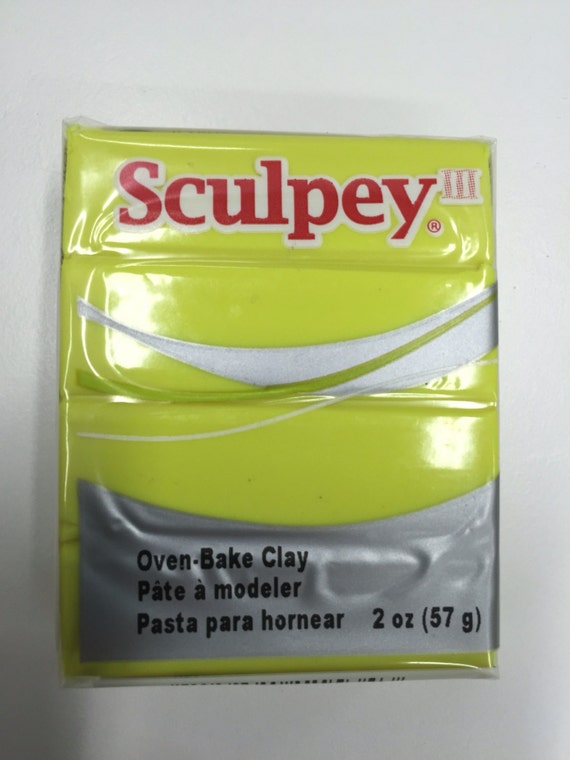 Sculpey III ®
Oven-Bake Clay
Pâte à modeler
Pasta para hornear 2 oz (57 g)